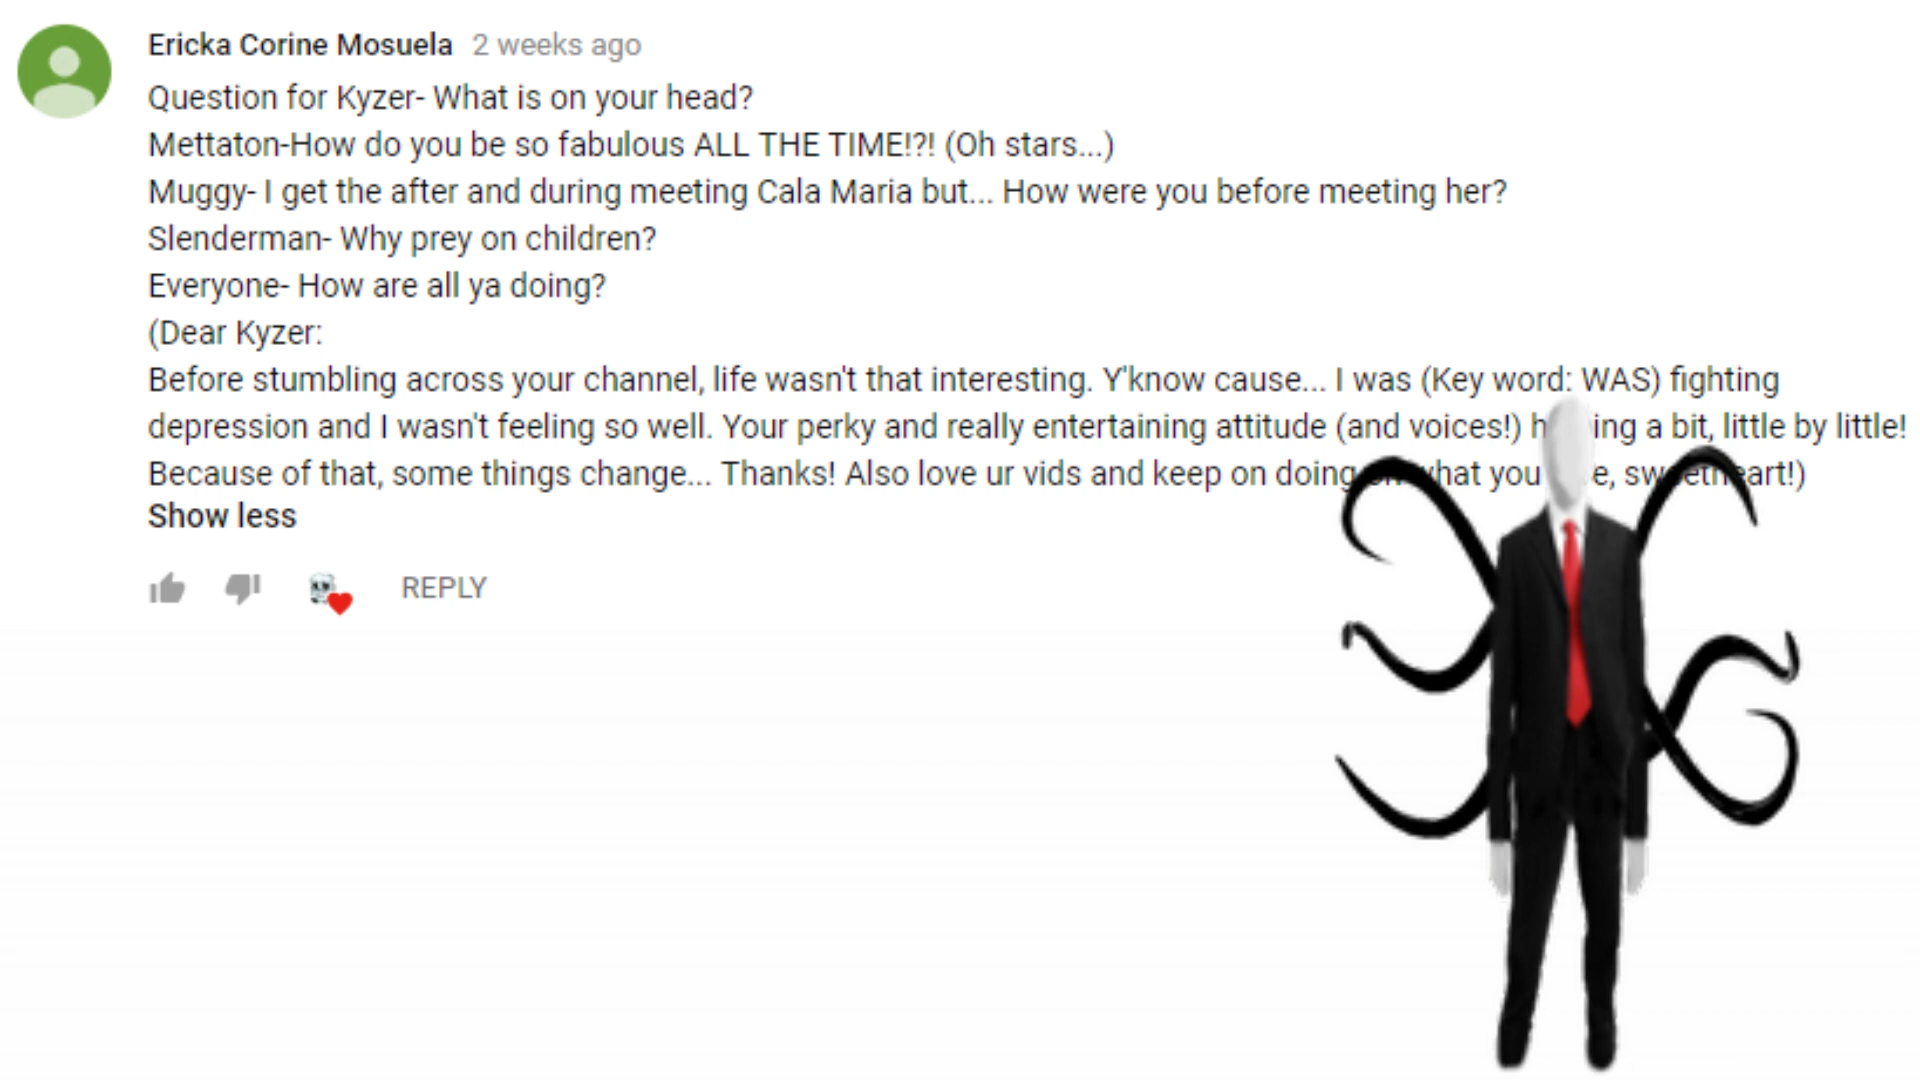 Ericka Corine Mosuela 2 weeks ago
Question for Kyzer- What is on your head?
Mettaton-How do you be so fabulous ALL THE TIME!?! (Oh stars...)
Muggy- I get the after and during meeting Cala Maria but... How were you before meeting her?
Slenderman- Why prey on children?
Everyone- How are all ya doing?
(Dear Kyzer:
Before stumbling across your channel, life wasn't that interesting. Y'know cause... I was (Key word: WAS) fighting
depression and I wasn't feeling so well. Your perky and really entertaining attitude (and voices!) a bit, little by little!
Because of that, some things change... Thanks! Also love ur vids and keep on doing what you sweetheart!)
Show less
REPLY